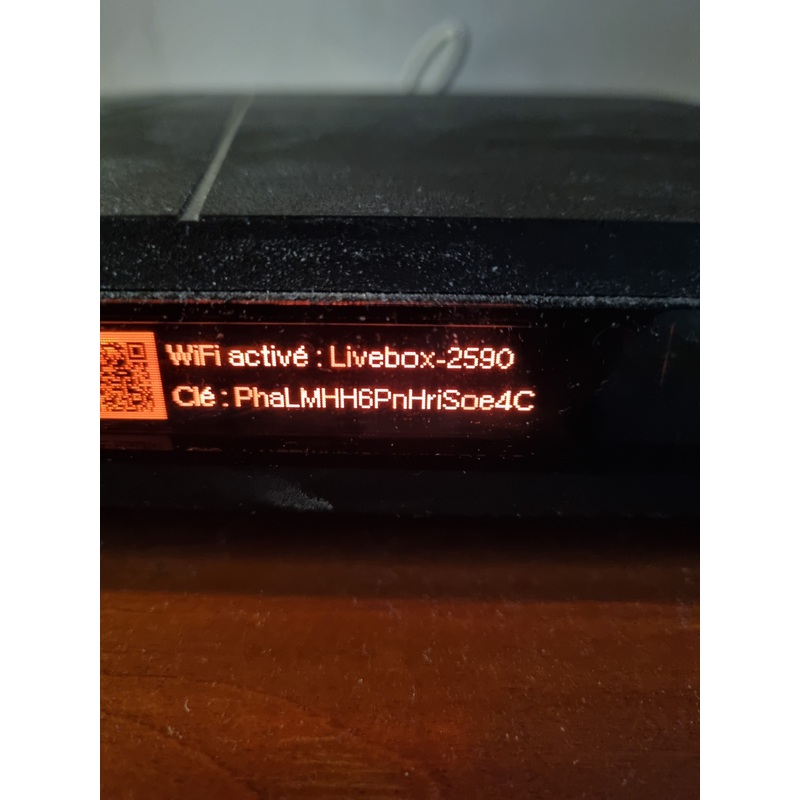 WiFi activé : Livebox-2590
Clé : PhaLMHH6PnHriSoe4C